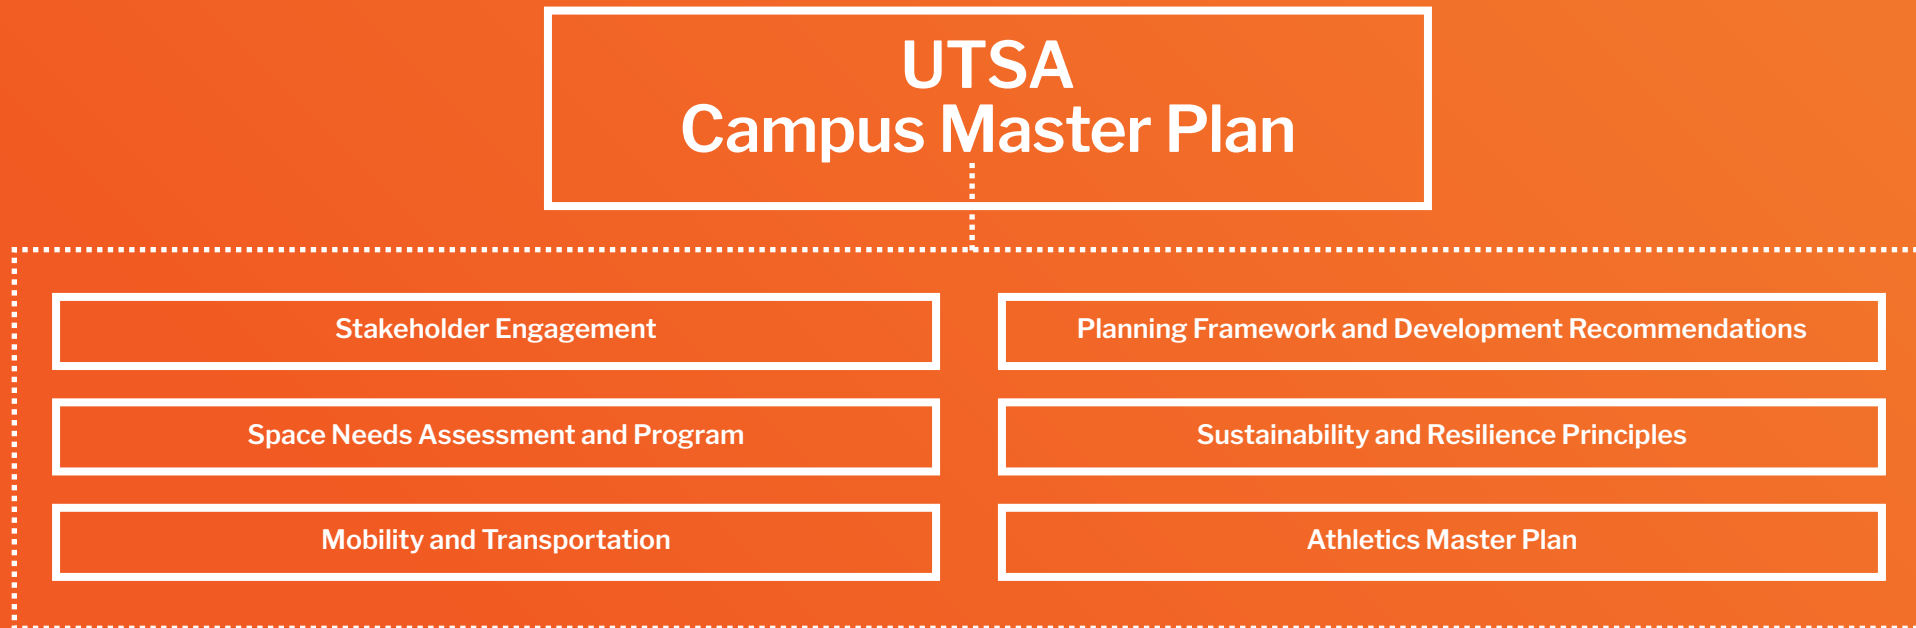 UTSA
Campus Master Plan
Stakeholder Engagement
Planning Framework and Development Recommendations
Space Needs Assessment and Program
Sustainability and Resilience Principles
Mobility and Transportation
Athletics Master Plan